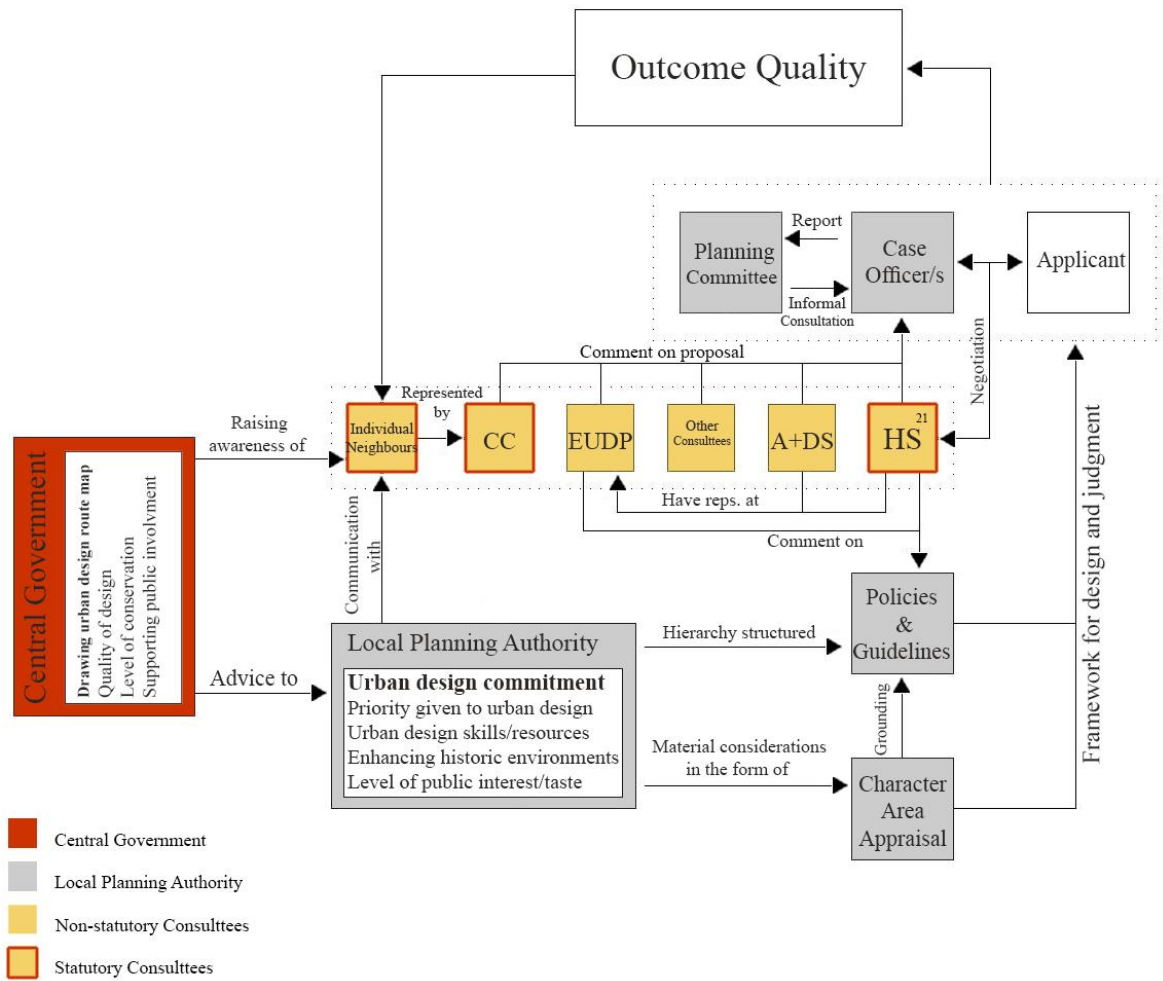 Outcome Quality
Planning
Committee
Report
Informal
Consultation
Case
Officer/s
Applicant
Negotiation
Comment on proposal
Represented
by
Individual
Neighbours
CC
EUDP
Other
Consulttees
A+DS
HS
21
Raising
awareness of
Have reps. at
Comment on
Communication
with
Central Government
Drawing urban design route map
Quality of design
Level of conservation
Supporting public involvment
Advice to
Local Planning Authority
Urban design commitment
Priority given to urban design
Urban design skills/resources
Enhancing historic environments
Level of public interest/taste
Hierarchy structured
Policies
&
Guidelines
Grounding
Material considerations
in the form of
Character
Area
Appraisal
Framework for design and judgment
Central Government
Local Planning Authority
Non-statutory Consulttees
Statutory Consulttees